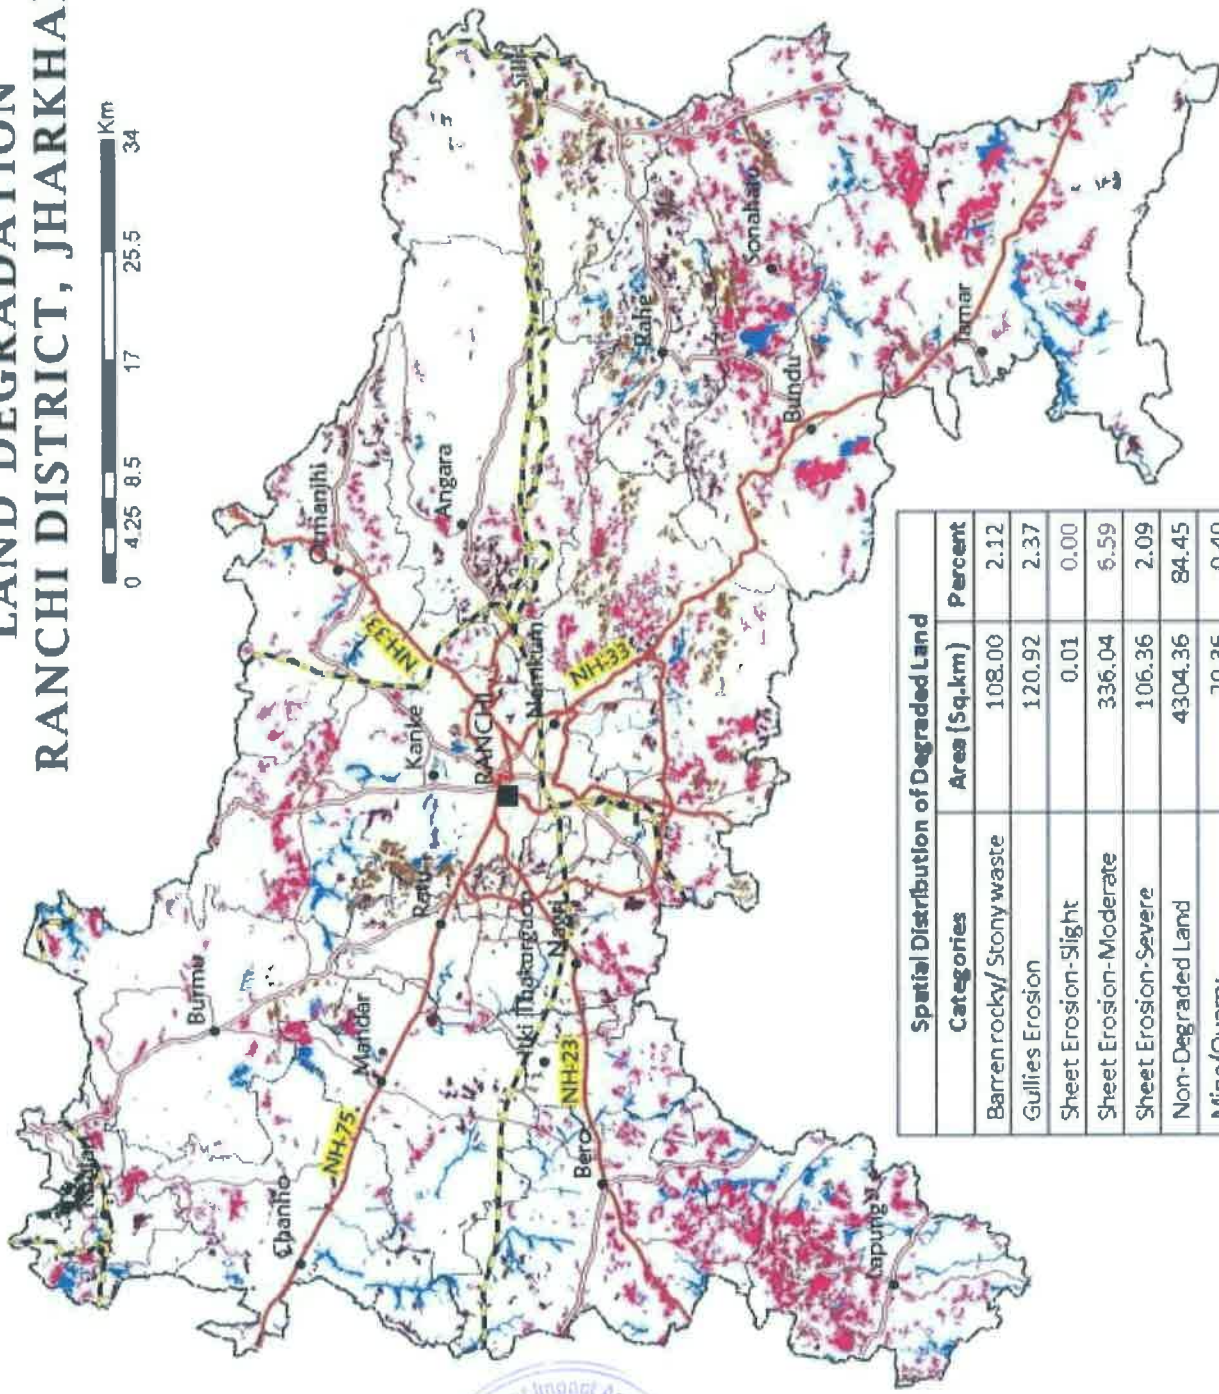 LAND DEGRADATION
RANCHI DISTRICT, JHARKHA
0 4.25 8.5 17 25.5 34 Km
Silli
Sonahatu
Rahe
Tamar
Bundu
Ormanjhi
Angara
NH-33
Namkum
NH-33
Kanke
RANCHI
Ratu
Nagri
Itki Thakurgaon
Burmu
Mandar
NH-23
NH-75
Bero
Chanho
Khelari
Lapung
Spatial Distribution of Degraded Land
Categories Area (Sq.km) Percent
Barren rocky/ Stony waste 108.00 2.12
Gullies Erosion 120.92 2.37
Sheet Erosion-Slight 0.01 0.00
Sheet Erosion-Moderate 336.04 6.59
Sheet Erosion-Severe 106.36 2.09
Non-Degraded Land 4304.36 84.45
Impact